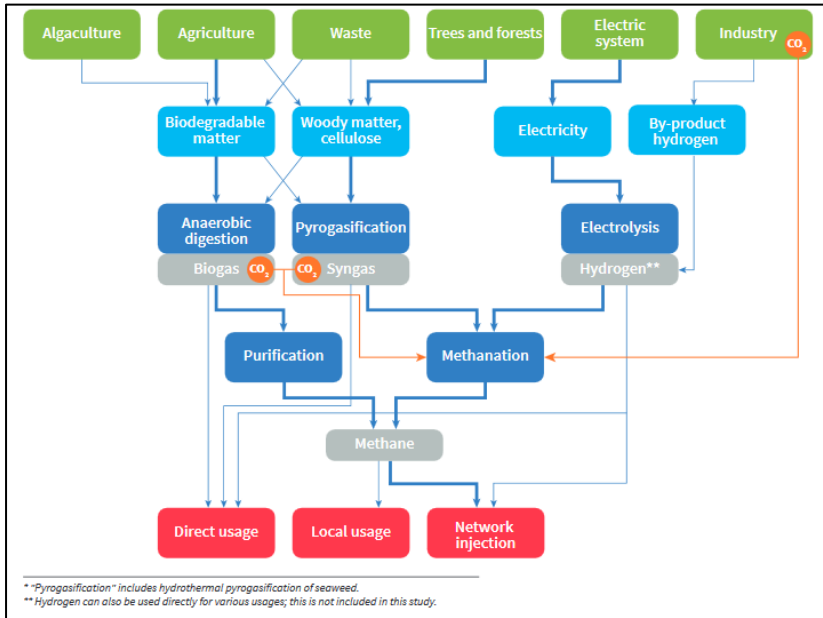 Algaculture
Agriculture
Waste
Trees and forests
Electric
system
Industry
CO2
Biodegradable
matter
Woody matter,
cellulose
Electricity
By-product
hydrogen
Anaerobic
digestion
Pyrogasification
Electrolysis
Biogas
CO2
CO2
Syngas
Hydrogen**
Purification
Methanation
Methane
Direct usage
Local usage
Network
injection
* "Pyrogasification" includes hydrothermal pyrogasification of seaweed.
** Hydrogen can also be used directly for various usages; this is not included in this study.